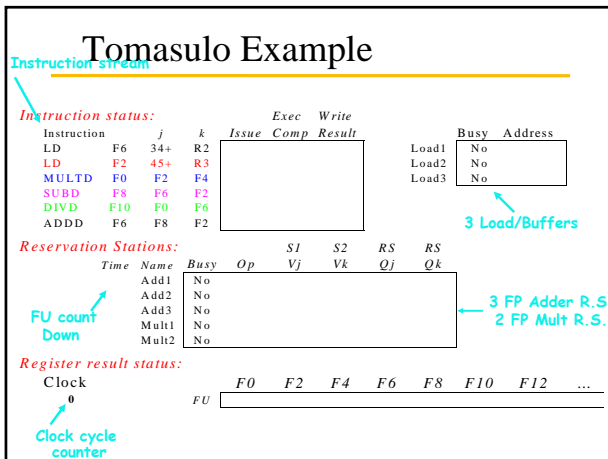 Tomasulo Example
Instruction stream
Instruction status: Exec Write
Instruction j k Issue Comp Result Busy Address
LD F6 34+ R2 Load1 No
LD F2 45+ R3 Load2 No
MULTD F0 F2 F4 Load3 No
SUBD F8 F6 F2
DIVD F10 F0 F6
ADDD F6 F8 F2
3 Load/Buffers
Reservation Stations: S1 S2 RS RS
Time Name Busy Op Vj Vk Qj Qk
Add1 No
Add2 No
Add3 No
Mult1 No
Mult2 No
FU count
Down
3 FP Adder R.S
2 FP Mult R.S.
Register result status:
Clock F0 F2 F4 F6 F8 F10 F12 ...
0 FU
Clock cycle
counter